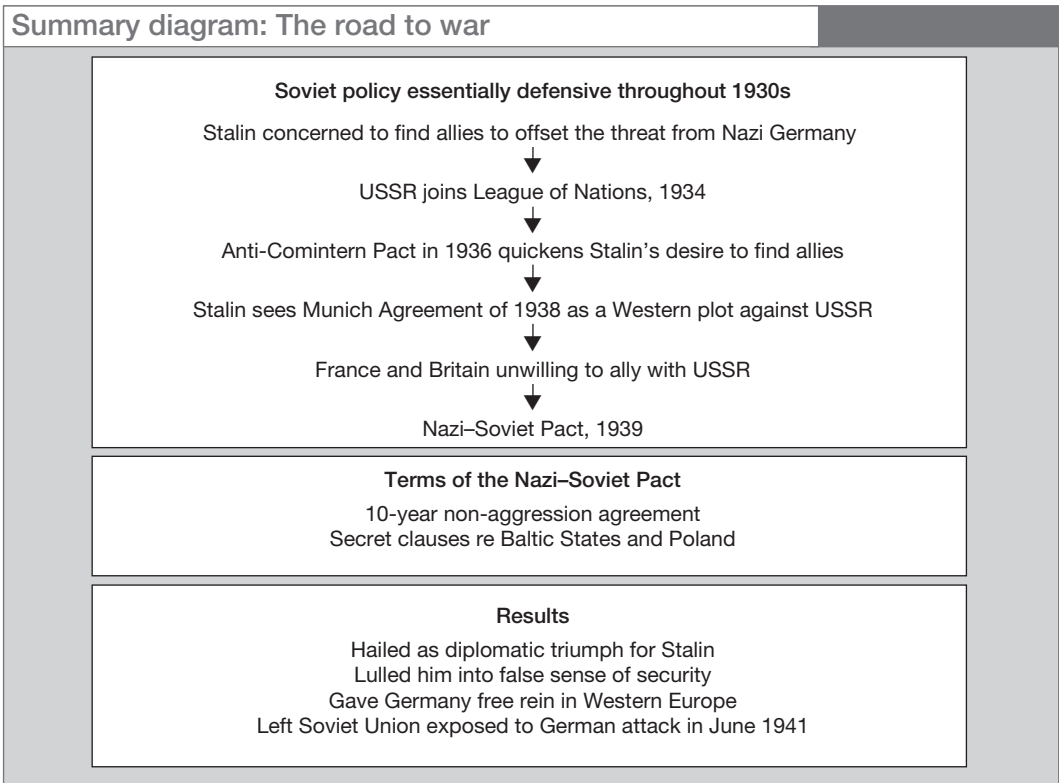 Summary diagram: The road to war
Soviet policy essentially defensive throughout 1930s
Stalin concerned to find allies to offset the threat from Nazi Germany
USSR joins League of Nations, 1934
Anti-Comintern Pact in 1936 quickens Stalin’s desire to find allies
Stalin sees Munich Agreement of 1938 as a Western plot against USSR
France and Britain unwilling to ally with USSR
Nazi–Soviet Pact, 1939
Terms of the Nazi–Soviet Pact
10-year non-aggression agreement
Secret clauses re Baltic States and Poland
Results
Hailed as diplomatic triumph for Stalin
Lulled him into false sense of security
Gave Germany free rein in Western Europe
Left Soviet Union exposed to German attack in June 1941